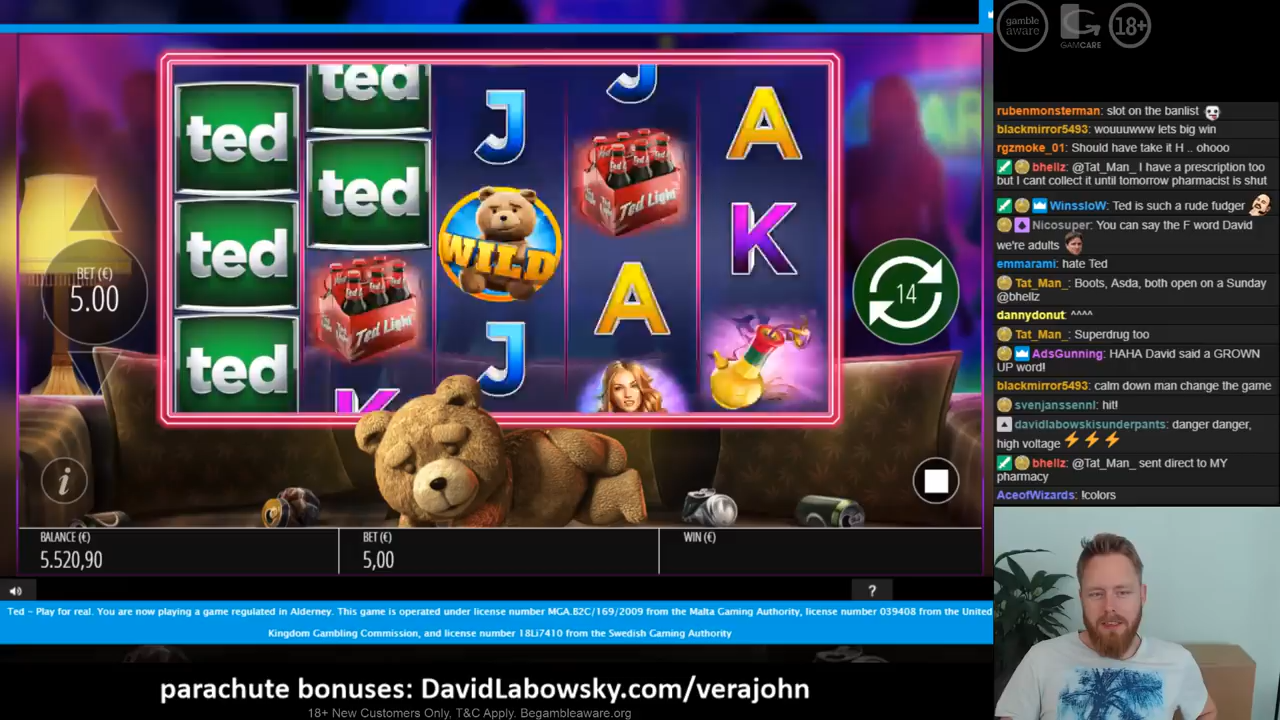 gamble
aware
GAMCARE
18+
ted
ted
ted
ted
ted
Ted Light
K
J
WILD
J
J
Ted Light
A
A
K
BET (€)
5.00
14
i
BALANCE (€)
5.520,90
BET (€)
5,00
WIN (€)
?
Ted - Play for real. You are now playing a game regulated in Alderney. This game is operated under license number MGA.B2C/169/2009 from the Malta Gaming Authority, license number 039408 from the United
Kingdom Gambling Commission, and license number 18Li7410 from the Swedish Gaming Authority
parachute bonuses: DavidLabowsky.com/verajohn
18+ New Customers Only, T&C Apply. Begambleaware.org
rubenmonsterman: slot on the banlist
blackmirror5493: wouuuwww lets big win
rgzmoke_01: Should have take it H .. ohooo
bhellz: @Tat_Man_ I have a prescription too
but I cant collect it until tomorrow pharmacist is shut
WinssloW: Ted is such a rude fudger
Nicosuper: You can say the F word David
we're adults
emmarami: hate Ted
Tat_Man_: Boots, Asda, both open on a Sunday
@bhellz
dannydonut: ^^^^
Tat_Man_: Superdrug too
AdsGunning: HAHA David said a GROWN
UP word!
blackmirror5493: calm down man change the game
svenjanssennl: hit!
davidlabowskisunderpants: danger danger,
high voltage
bhellz: @Tat_Man_ sent direct to MY
pharmacy
AceofWizards: !colors